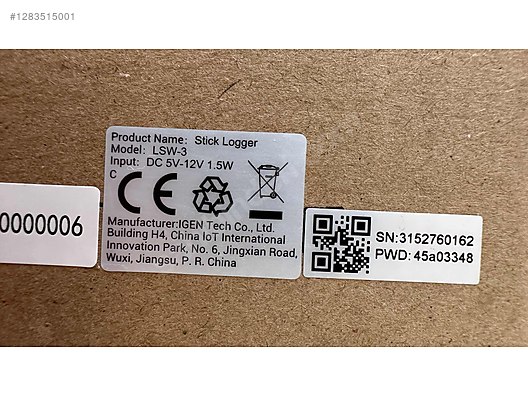 #1283515001
Product Name: Stick Logger
Model: LSW-3
Input: DC 5V-12V 1.5W
C
CE
Manufacturer:IGEN Tech Co., Ltd.
Building H4, China IoT International
Innovation Park, No. 6, Jingxian Road,
Wuxi, Jiangsu, P. R. China
0000006
SN:3152760162
PWD: 45a03348